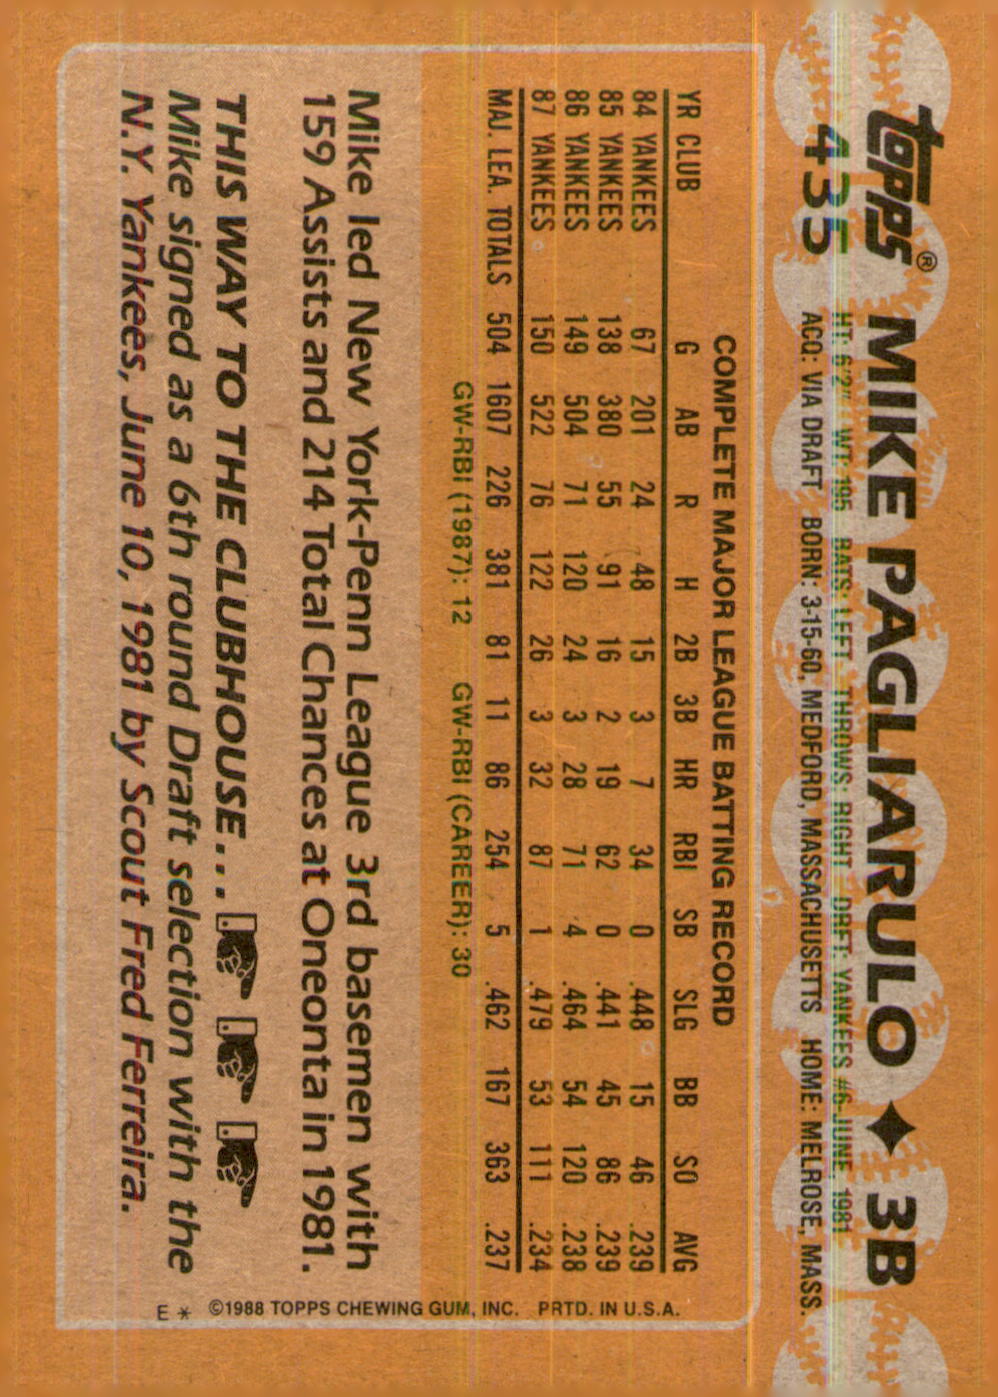 TOPPS® MIKE PAGLIARULO ♦ 3B
435 HT: 6'2" WT: 195 BATS: LEFT THROWS: RIGHT DRFT: YANKEES #6-JUNE, 1981
ACQ: VIA DRAFT BORN: 3-15-60, MEDFORD, MASSACHUSETTS HOME: MELROSE, MASS.
COMPLETE MAJOR LEAGUE BATTING RECORD
YR CLUB G AB R H 2B 3B HR RBI SB SLG BB SO AVG
84 YANKEES 67 201 24 48 15 3 7 34 0 .448 15 46 .239
85 YANKEES 138 380 55 91 16 2 19 62 0 .441 45 86 .239
86 YANKEES 149 504 71 120 24 3 28 71 4 .464 54 120 .238
87 YANKEES 150 522 76 122 26 3 32 87 1 .479 53 111 .234
MAJ. LEA. TOTALS 504 1607 226 381 81 11 86 254 5 .462 167 363 .237
GW-RBI (1987): 12 GW-RBI (CAREER): 30
Mike led New York-Penn League 3rd basemen with
159 Assists and 214 Total Chances at Oneonta in 1981.
THIS WAY TO THE CLUBHOUSE...
Mike signed as a 6th round Draft selection with the
N.Y. Yankees, June 10, 1981 by Scout Fred Ferreira.
E* ©1988 TOPPS CHEWING GUM, INC. PRTD. IN U.S.A.